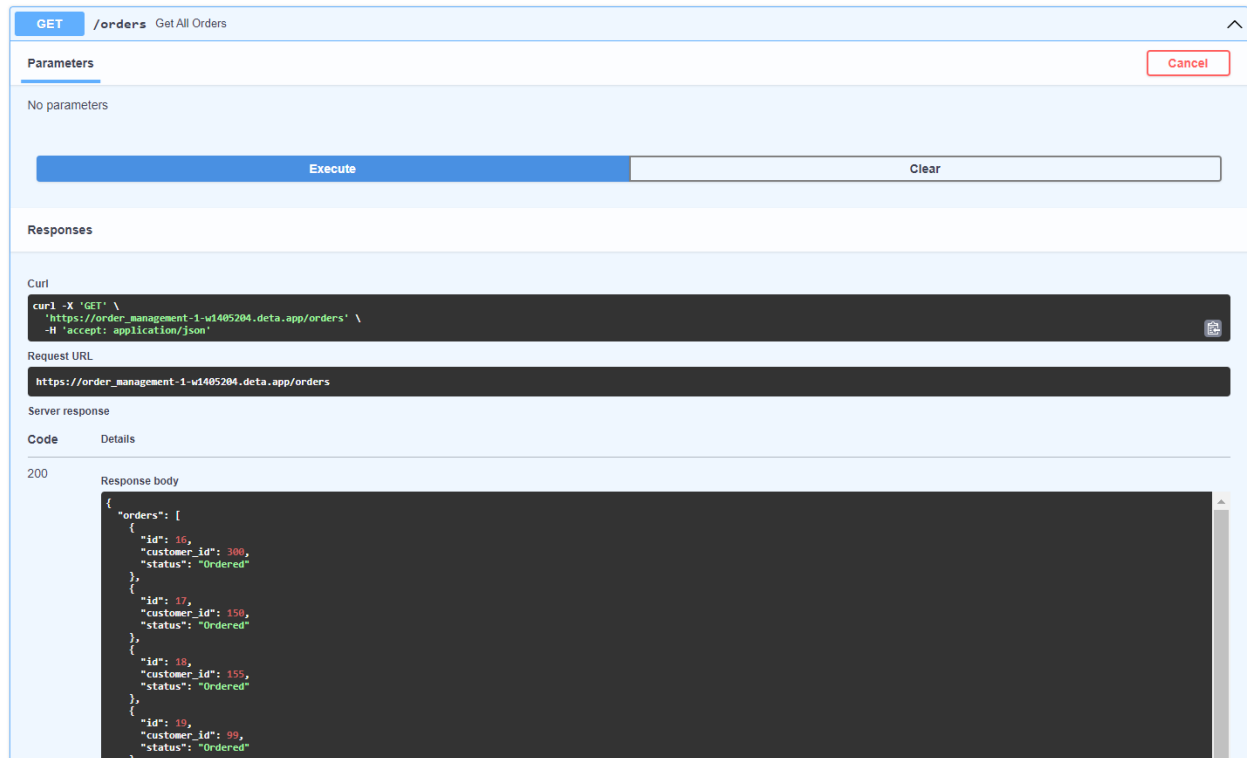 GET /orders Get All Orders
Parameters
Cancel
No parameters
Execute
Clear
Responses
Curl
curl -X 'GET' \
  'https://order_management-1-w1405204.deta.app/orders' \
  -H 'accept: application/json'
Request URL
https://order_management-1-w1405204.deta.app/orders
Server response
Code Details
200
Response body
{
  "orders": [
    {
      "id": 16,
      "customer_id": 300,
      "status": "Ordered"
    },
    {
      "id": 17,
      "customer_id": 150,
      "status": "Ordered"
    },
    {
      "id": 18,
      "customer_id": 155,
      "status": "Ordered"
    },
    {
      "id": 19,
      "customer_id": 99,
      "status": "Ordered"